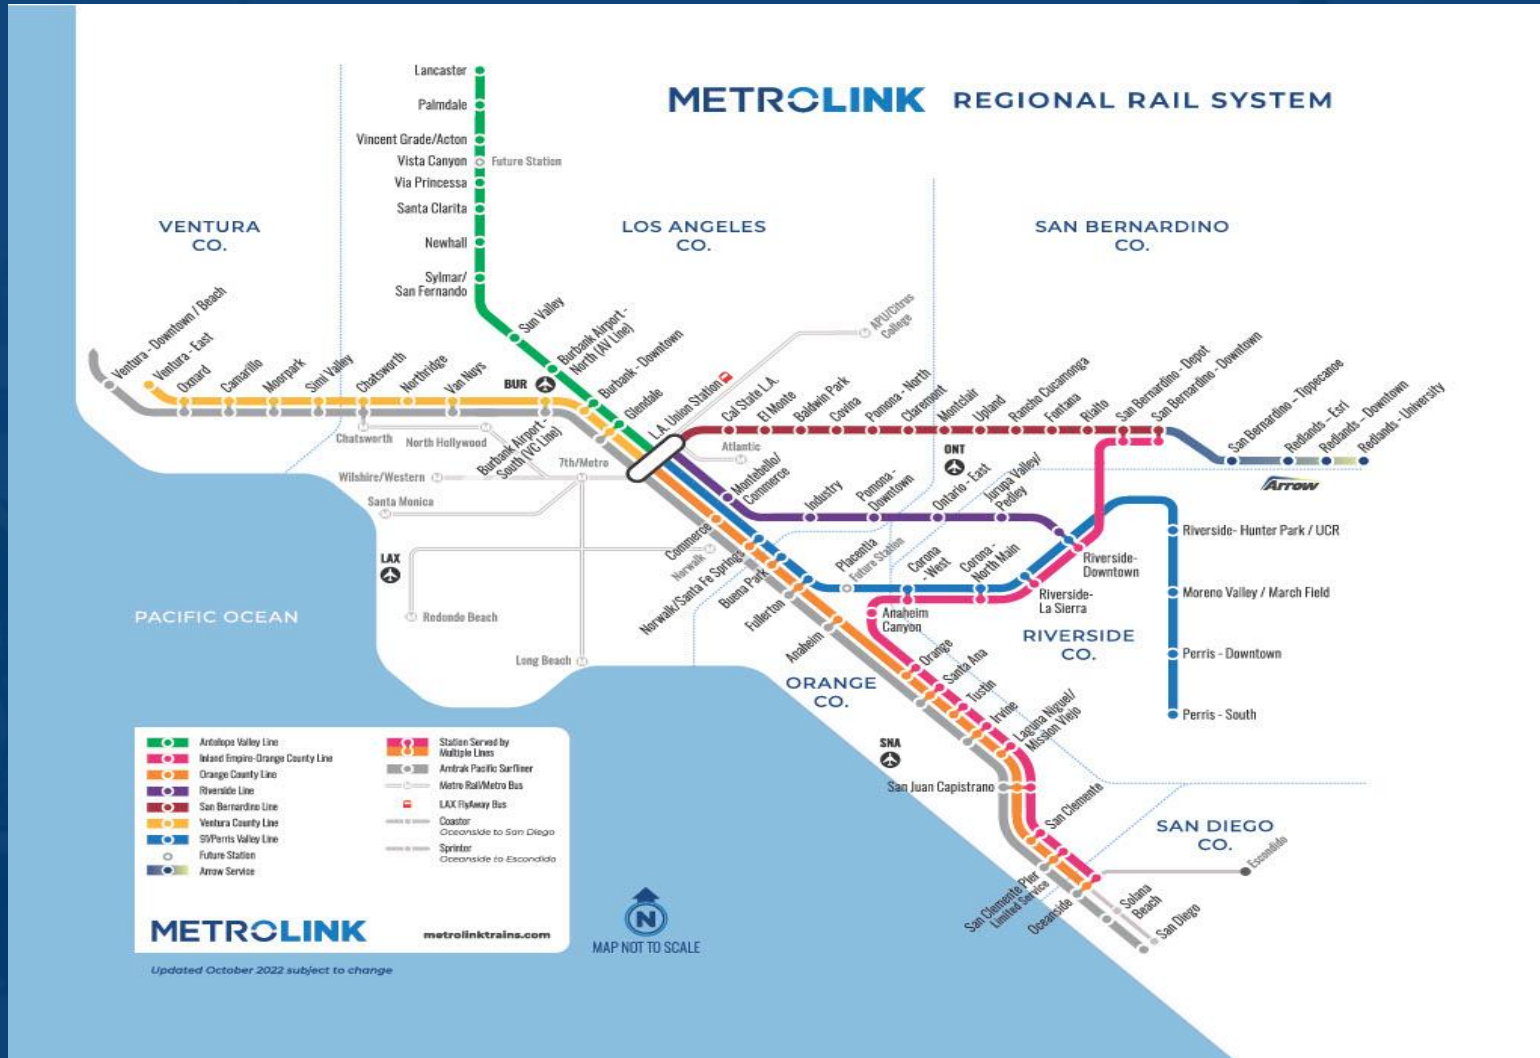 METROLINK REGIONAL RAIL SYSTEM
Lancaster
Palmdale
Vincent Grade/Acton
Vista Canyon
Future Station
Via Princessa
Santa Clarita
Newhall
Sylmar/
San Fernando
VENTURA
CO.
LOS ANGELES
CO.
SAN BERNARDINO
CO.
Ventura - Downtown / Beach
Ventura - East
Oxnard
Camarillo
Moorpark
Simi Valley
Chatsworth
Northridge
Van Nuys
BUR
Sun Valley
Burbank Airport -
North (AV Line)
Burbank - Downtown
Glendale
L.A. Union Station
APU/Citrus
College
Cal State L.A.
El Monte
Baldwin Park
Covina
Pomona - North
Claremont
Montclair
Upland
Rancho Cucamonga
Fontana
Rialto
San Bernardino - Depot
San Bernardino - Downtown
San Bernardino - Tippecanoe
Redlands - Esri
Redlands - Downtown
Redlands - University
Arrow
Chatsworth
North Hollywood
Burbank Airport -
South (VC Line)
Wilshire/Western
7th/Metro
Santa Monica
Atlantic
ONT
Montebello/
Commerce
Industry
Pomona -
Downtown
Ontario - East
Jurupa Valley/
Pedley
LAX
Commerce
Norwalk
Norwalk/Santa Fe Springs
Buena Park
Fullerton
Anaheim
Placentia
Future Station
Corona
- West
Corona -
North Main
Riverside-
Downtown
Riverside-
La Sierra
Riverside- Hunter Park / UCR
Moreno Valley / March Field
Perris - Downtown
Perris - South
Redondo Beach
Long Beach
PACIFIC OCEAN
Anaheim
Canyon
RIVERSIDE
CO.
ORANGE
CO.
Orange
Santa Ana
Tustin
Irvine
Laguna Niguel/
Mission Viejo
SNA
San Juan Capistrano
San Clemente
SAN DIEGO
CO.
Escondido
San Clemente Pier
Limited Service
Oceanside
Solana
Beach
San Diego
Antelope Valley Line
Inland Empire-Orange County Line
Orange County Line
Riverside Line
San Bernardino Line
Ventura County Line
91/Perris Valley Line
Future Station
Arrow Service
Station Served by
Multiple Lines
Amtrak Pacific Surfliner
Metro Rail/Metro Bus
LAX FlyAway Bus
Coaster
Oceanside to San Diego
Sprinter
Oceanside to Escondido
METROLINK
metrolinktrains.com
N
MAP NOT TO SCALE
Updated October 2022 subject to change